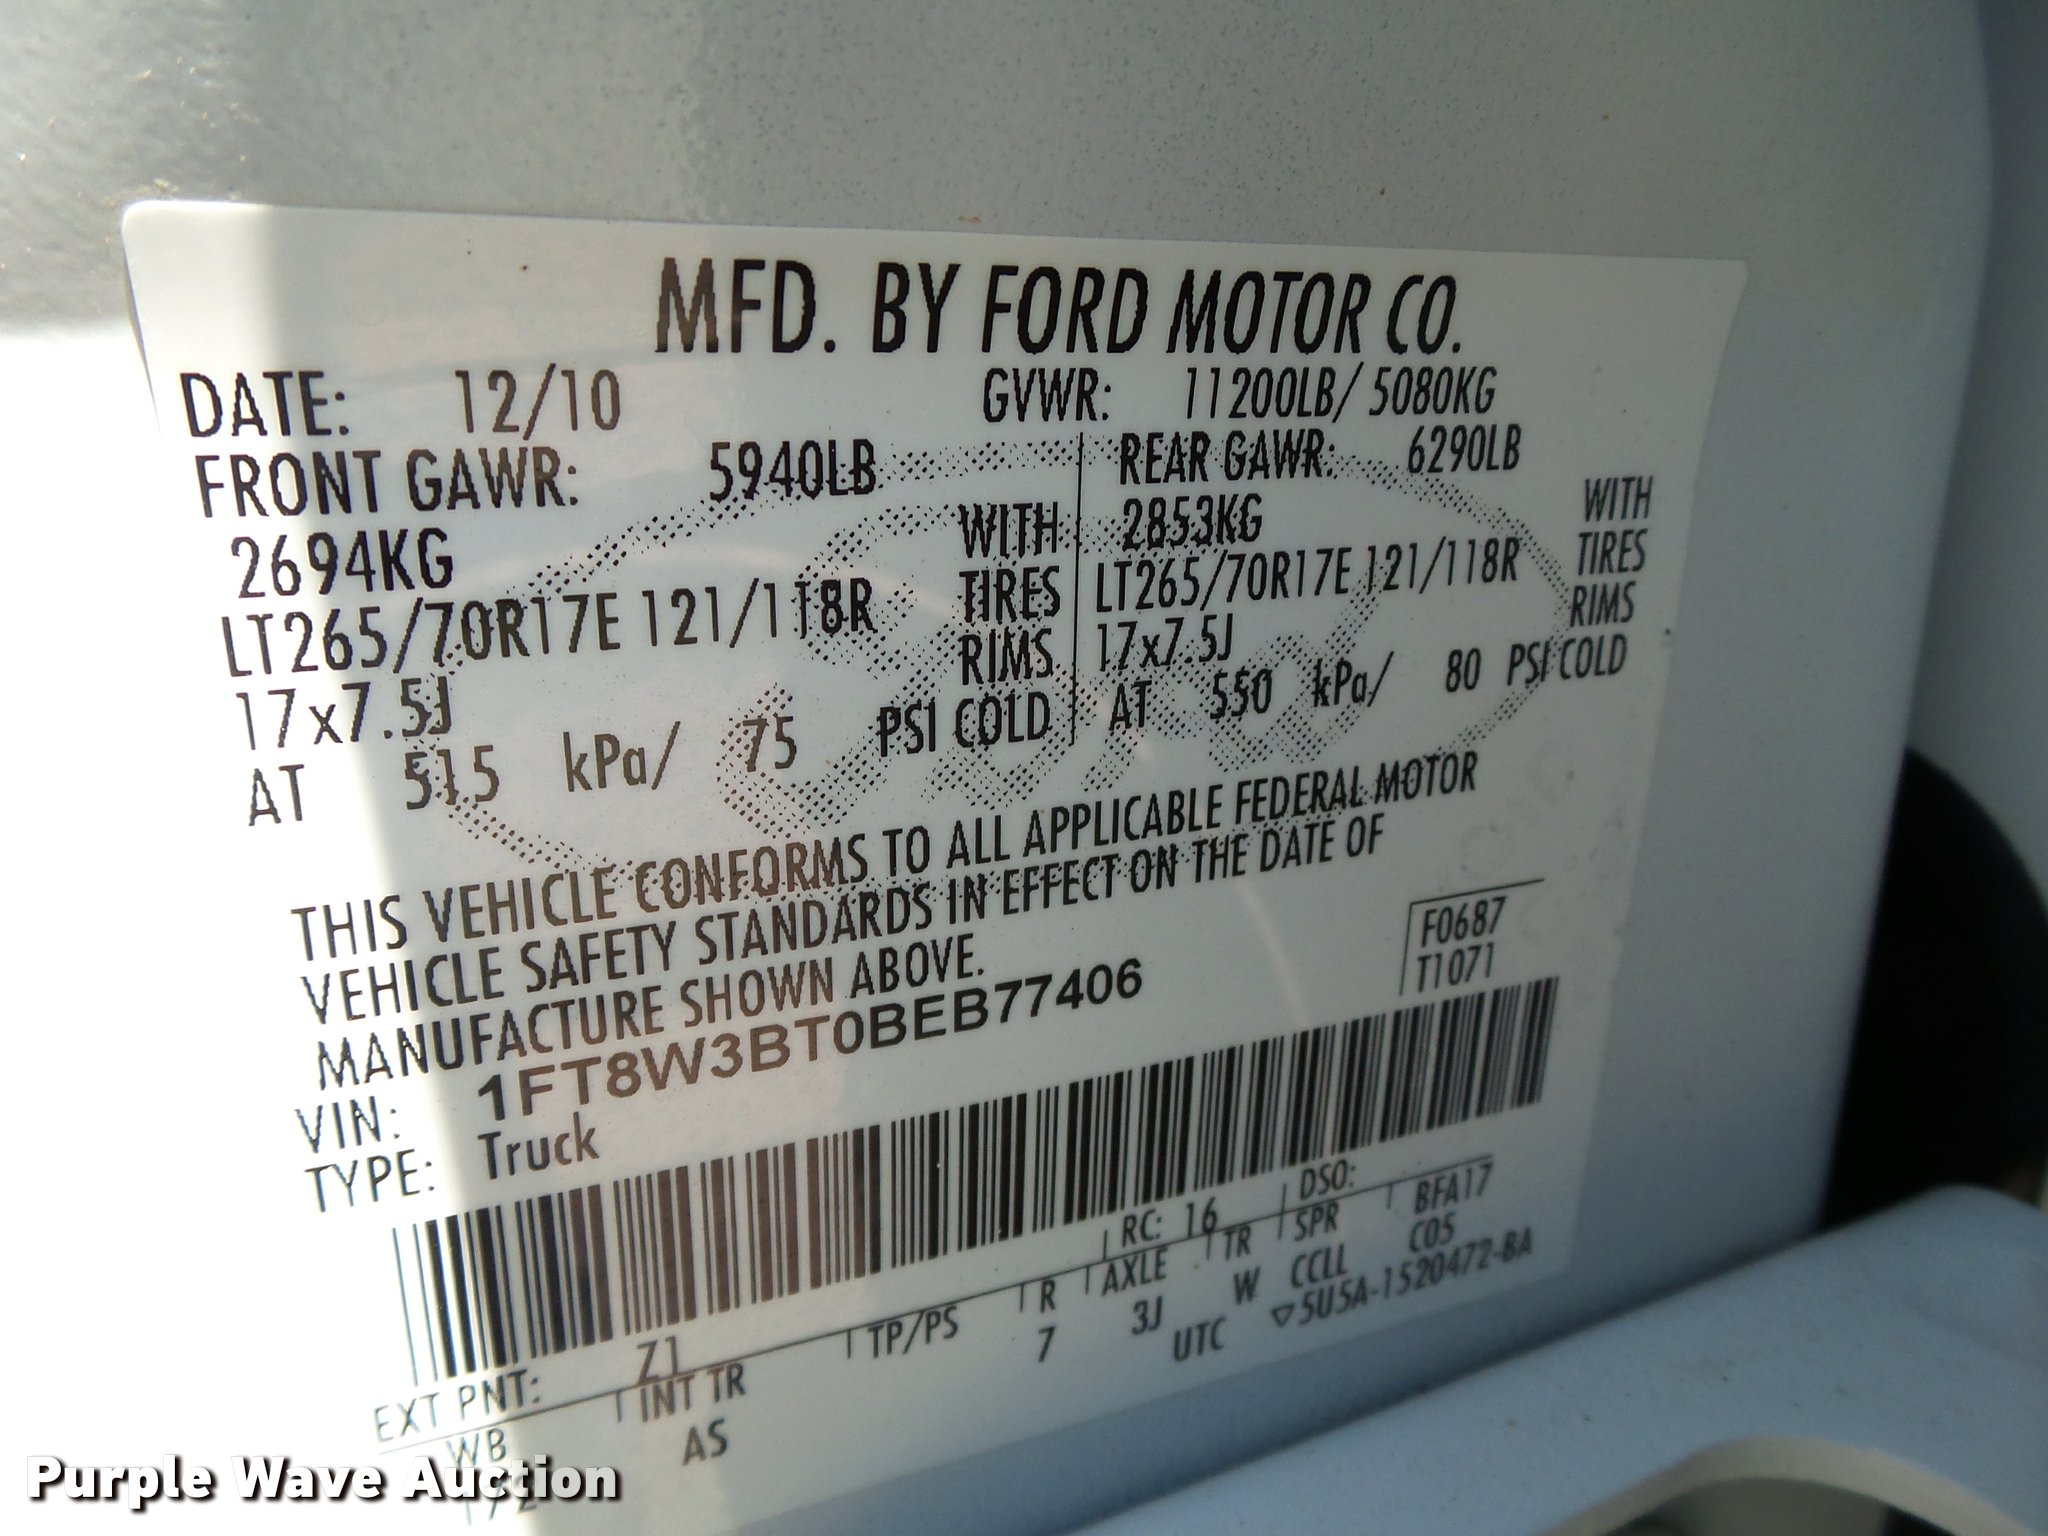 MFD. BY FORD MOTOR CO.
DATE: 12/10 GVWR: 11200LB/ 5080KG
FRONT GAWR: 5940LB REAR GAWR: 6290LB
2694KG WITH 2853KG WITH
LT265/70R17E 121/118R TIRES LT265/70R17E 121/118R TIRES
17x7.5J RIMS 17x7.5J RIMS
AT 515 kPa/ 75 PSI COLD AT 550 kPa/ 80 PSI COLD
THIS VEHICLE CONFORMS TO ALL APPLICABLE FEDERAL MOTOR
VEHICLE SAFETY STANDARDS IN EFFECT ON THE DATE OF
MANUFACTURE SHOWN ABOVE.
F0687
T1071
VIN: 1FT8W3BT0BEB77406
TYPE: Truck
EXT PNT: Z1 RC: 16 DSO:
WB INT TR TP/PS R AXLE TR SPR BFA17
AS 7 3J W CCLL C05
UTC ▽5U5A-1520472-BA
Purple Wave Auction